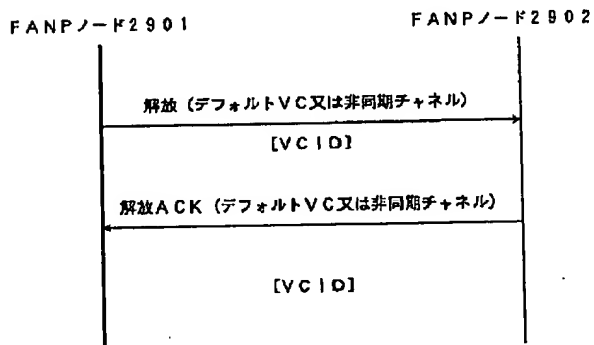 FANPノード2901
FANPノード2902
解放（デフォルトVC又は非同期チャネル）
[VCID]
解放ACK（デフォルトVC又は非同期チャネル）
[VCID]